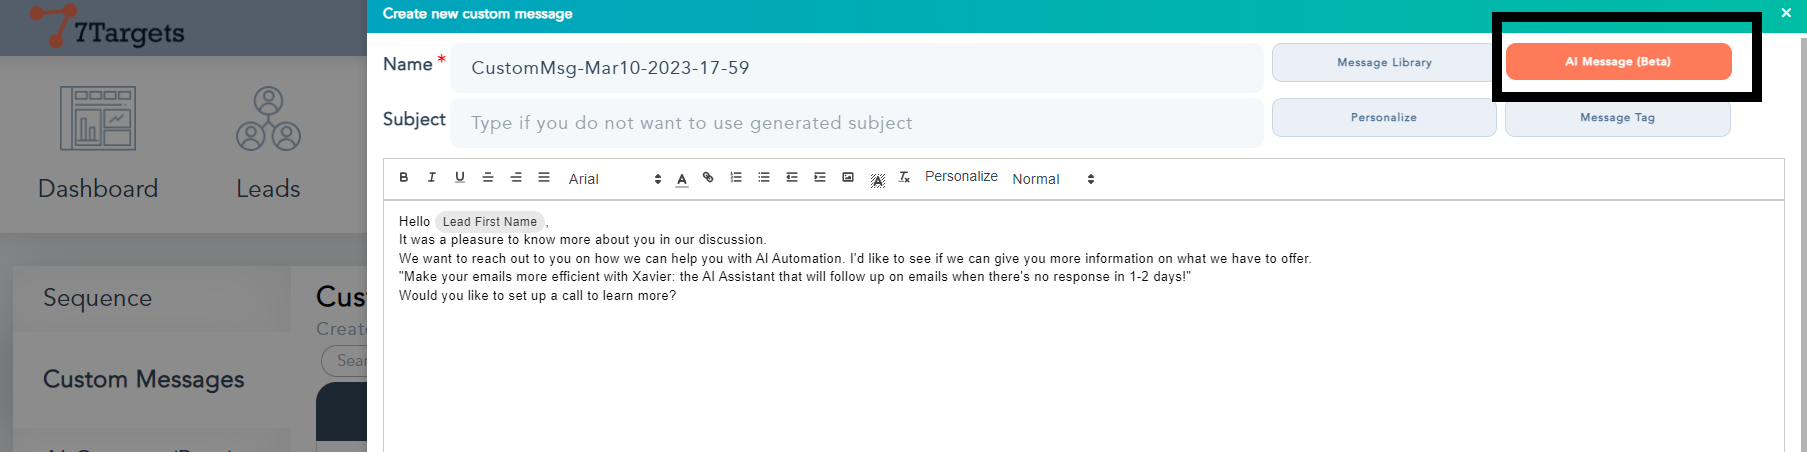 7Targets
Create new custom message
×
Name *
CustomMsg-Mar10-2023-17-59
Message Library
AI Message (Beta)
Subject
Type if you do not want to use generated subject
Personalize
Message Tag
Dashboard
Leads
B I U Arial A Personalize Normal
Hello Lead First Name,
It was a pleasure to know more about you in our discussion.
We want to reach out to you on how we can help you with AI Automation. I'd like to see if we can give you more information on what we have to offer.
"Make your emails more efficient with Xavier: the AI Assistant that will follow up on emails when there's no response in 1-2 days!"
Would you like to set up a call to learn more?
Sequence
Cus
Creat
Sear
Custom Messages